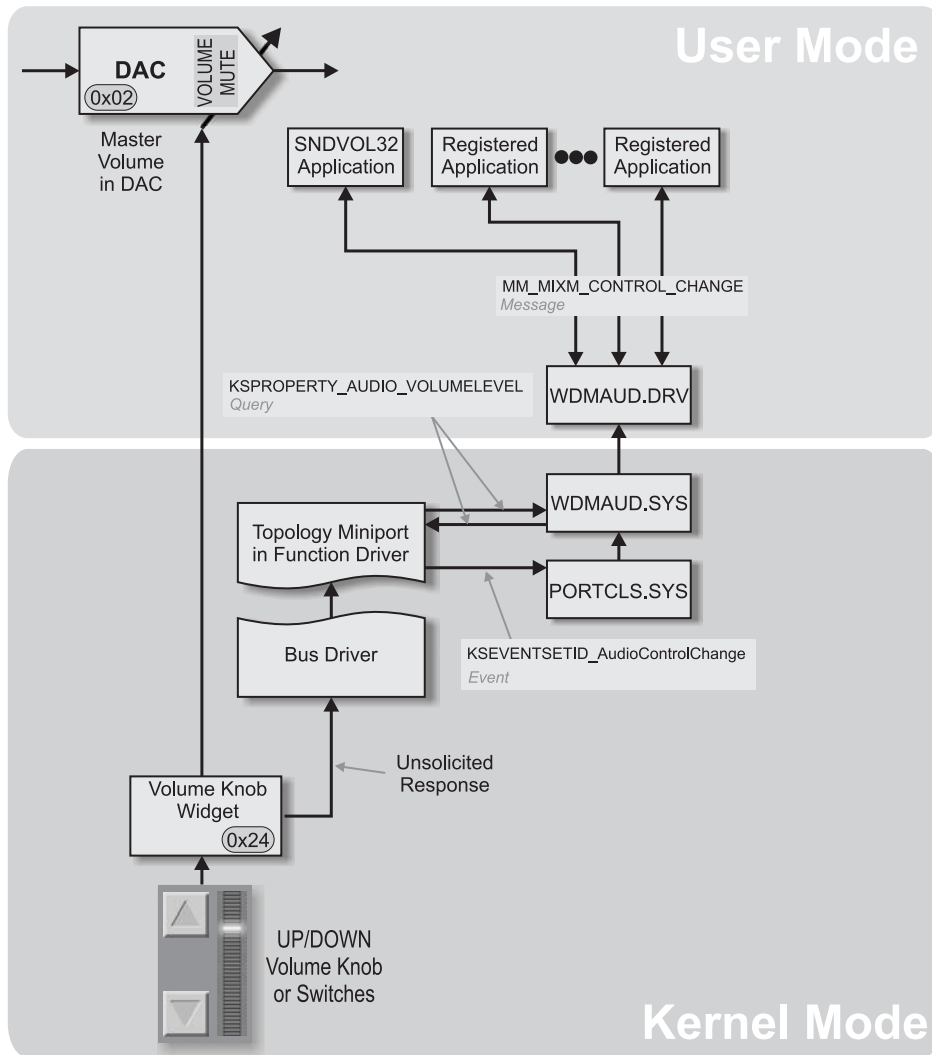 User Mode
DAC
VOLUME
MUTE
0x02
Master
Volume
in DAC
SNDVOL32
Application
Registered
Application
Registered
Application
MM_MIXM_CONTROL_CHANGE
Message
KSPROPERTY_AUDIO_VOLUMELEVEL
Query
WDMAUD.DRV
WDMAUD.SYS
Topology Miniport
in Function Driver
PORTCLS.SYS
Bus Driver
KSEVENTSETID_AudioControlChange
Event
Unsolicited
Response
Volume Knob
Widget
0x24
UP/DOWN
Volume Knob
or Switches
Kernel Mode